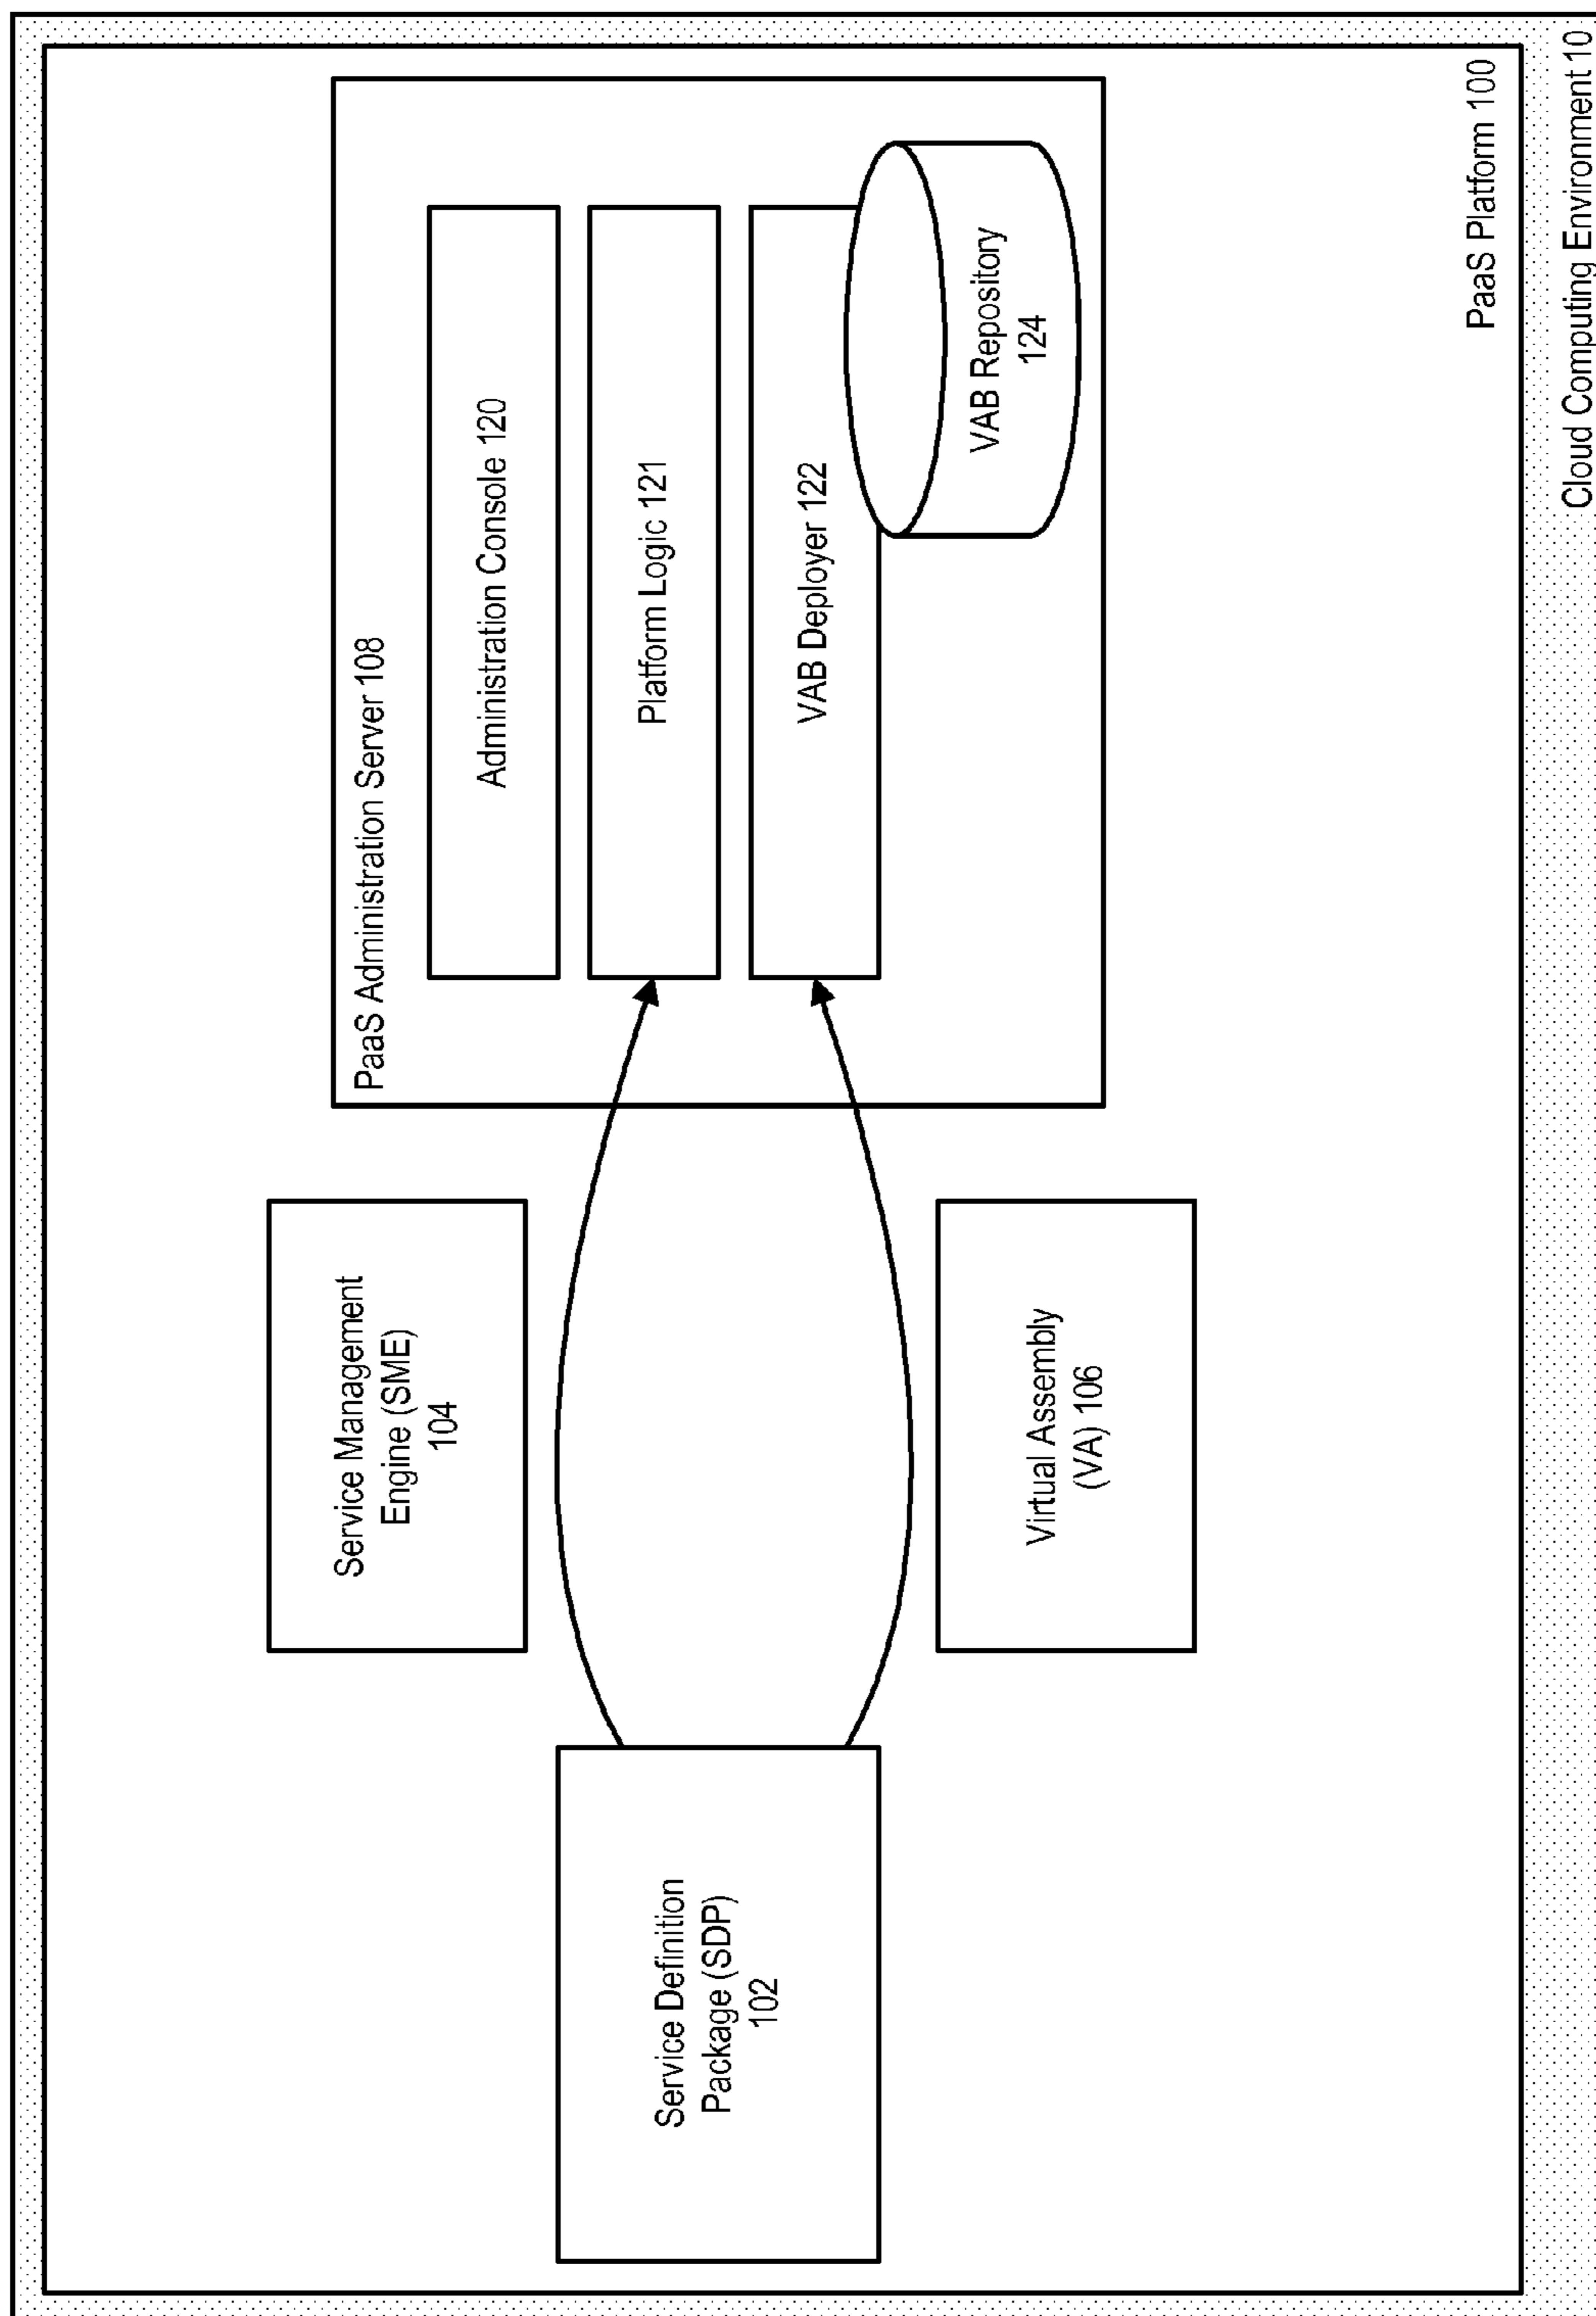 PaaS Administration Server 108
Administration Console 120
Platform Logic 121
VAB Deployer 122
VAB Repository
124
Service Management
Engine (SME)
104
Service Definition
Package (SDP)
102
Virtual Assembly
(VA) 106
PaaS Platform 100
Cloud Computing Environment 10